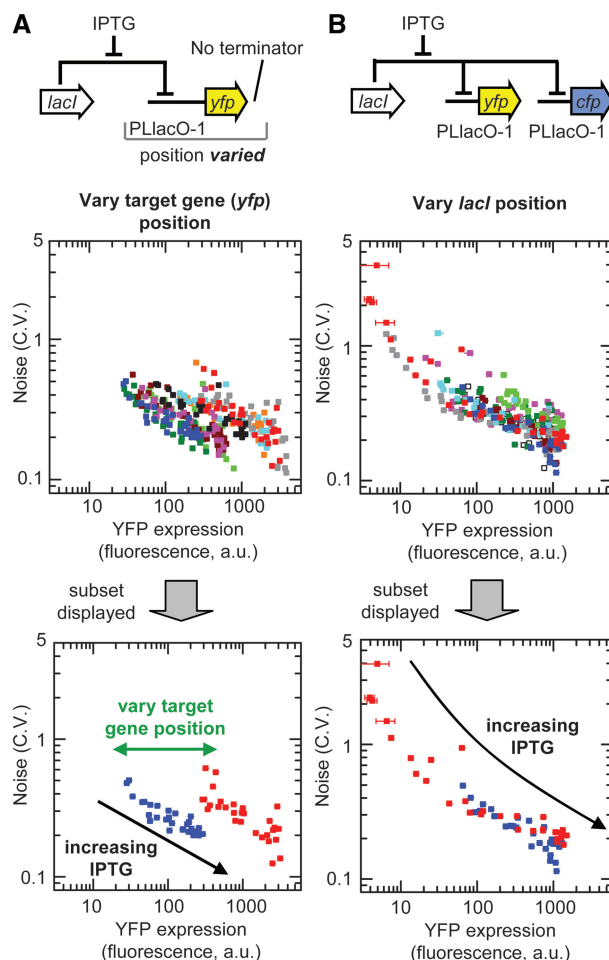 A
IPTG
No terminator
lacI
yfp
PLlacO-1
position varied
Vary target gene (yfp)
position
5
1
0.1
Noise (C.V.)
10 100 1000
YFP expression
(fluorescence, a.u.)
subset
displayed
5
1
0.1
Noise (C.V.)
vary target
gene position
increasing
IPTG
10 100 1000
YFP expression
(fluorescence, a.u.)
B
IPTG
lacI
yfp
cfp
PLlacO-1 PLlacO-1
Vary lacI position
5
1
0.1
Noise (C.V.)
10 100 1000
YFP expression
(fluorescence, a.u.)
subset
displayed
5
1
0.1
Noise (C.V.)
increasing
IPTG
10 100 1000
YFP expression
(fluorescence, a.u.)